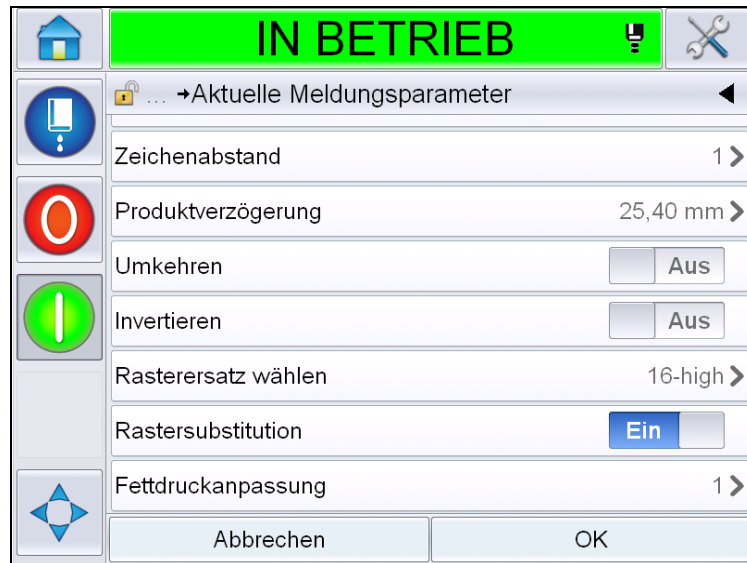 IN BETRIEB
... →Aktuelle Meldungsparameter
Zeichenabstand 1
Produktverzögerung 25,40 mm
Umkehren Aus
Invertieren Aus
Rasterersatz wählen 16-high
Rastersubstitution Ein
Fettdruckanpassung 1
Abbrechen OK